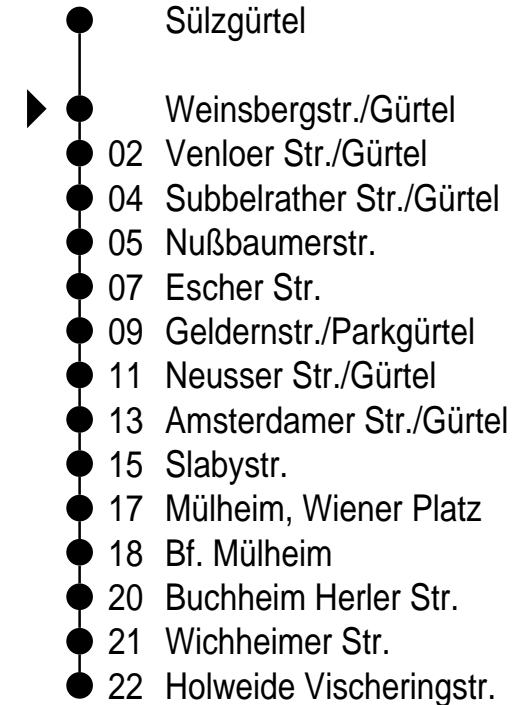 Sülzgürtel
Weinsbergstr./Gürtel
02 Venloer Str./Gürtel
04 Subbelrather Str./Gürtel
05 Nußbaumerstr.
07 Escher Str.
09 Geldernstr./Parkgürtel
11 Neusser Str./Gürtel
13 Amsterdamer Str./Gürtel
15 Slabystr.
17 Mülheim, Wiener Platz
18 Bf. Mülheim
20 Buchheim Herler Str.
21 Wichheimer Str.
22 Holweide Vischeringstr.